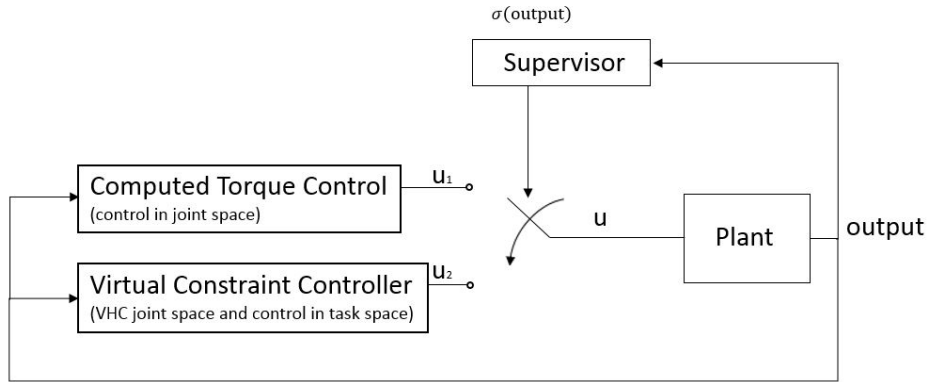 σ(output)
Supervisor
Computed Torque Control
(control in joint space)
u₁
u
Plant
output
Virtual Constraint Controller
(VHC joint space and control in task space)
u₂